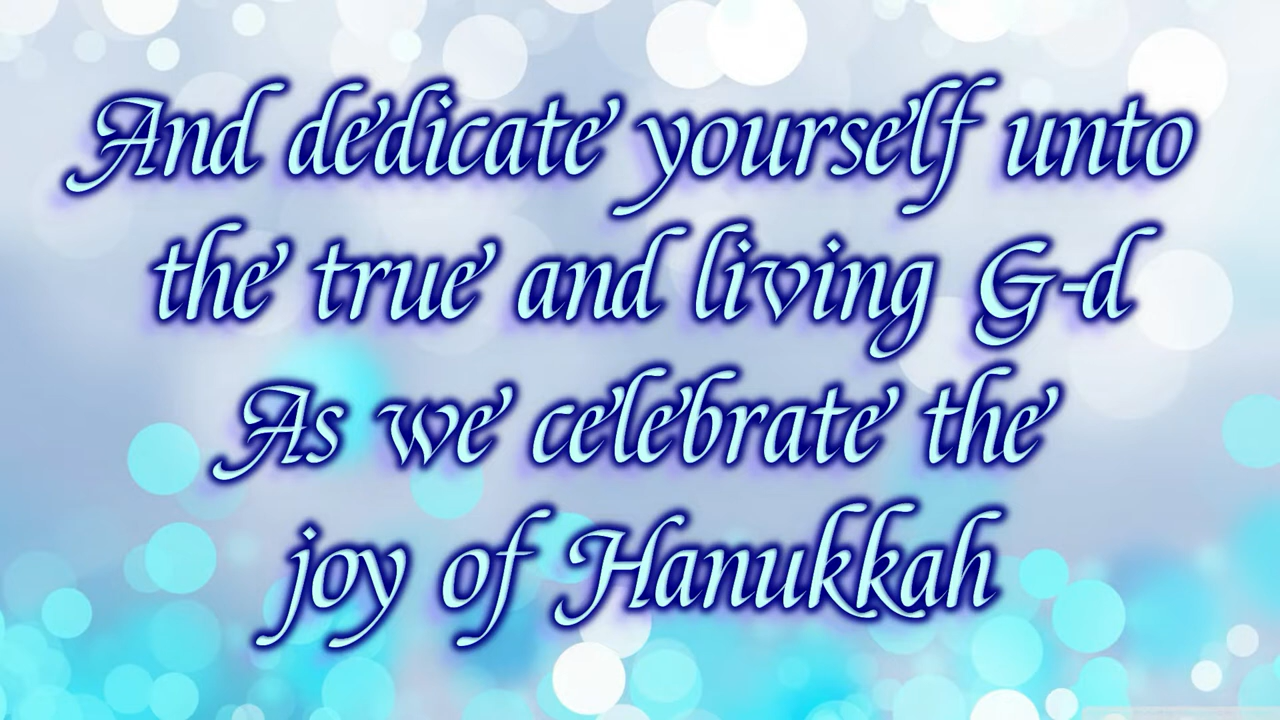 And dedicate yourself unto
the true and living G-d
As we celebrate the
joy of Hanukkah